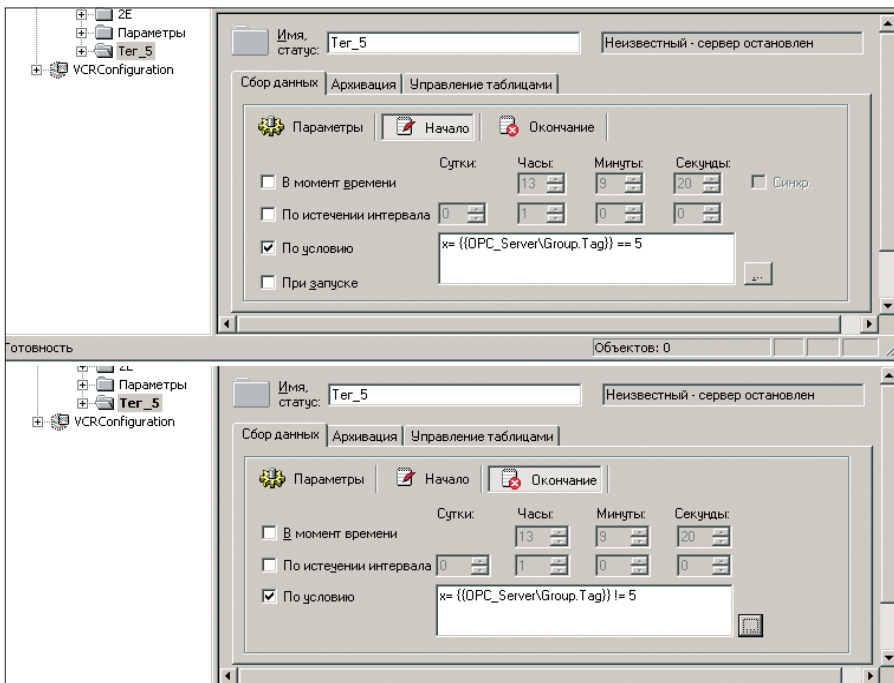 2E
Параметры
Тег_5
VCRConfiguration
Имя, статус: Тег_5 Неизвестный - сервер остановлен
Сбор данных Архивация Управление таблицами
Параметры Начало Окончание
Сутки: Часы: Минуты: Секунды:
В момент времени 13 9 20 Синхр.
По истечении интервала 0 1 0 0
По условию x= {{OPC_Server\Group.Tag}} == 5
...
При запуске
Готовность Объектов: 0
2E
Параметры
Тег_5
VCRConfiguration
Имя, статус: Тег_5 Неизвестный - сервер остановлен
Сбор данных Архивация Управление таблицами
Параметры Начало Окончание
Сутки: Часы: Минуты: Секунды:
В момент времени 13 9 20
По истечении интервала 0 1 0 0
По условию x= {{OPC_Server\Group.Tag}} != 5
...